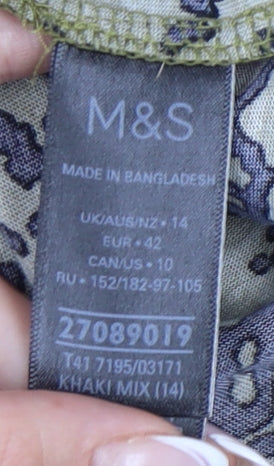 M&S
MADE IN BANGLADESH
UK/AUS/NZ • 14
EUR • 42
CAN/US • 10
RU • 152/182-97-105
27089019
T41 7195/03171
KHAKI MIX (14)